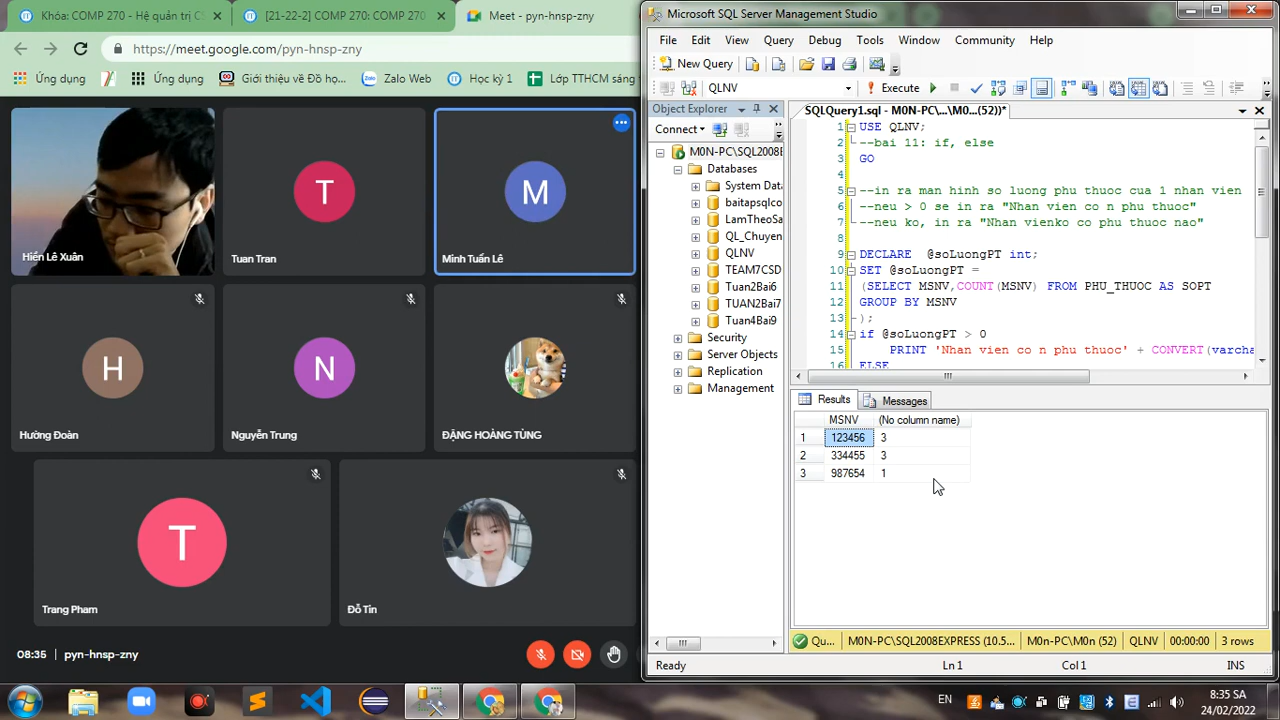 Khóa: COMP 270 - Hệ quản trị CS
[21-22-2] COMP 270: COMP 270
Meet - pyn-hnsp-zny
https://meet.google.com/pyn-hnsp-zny
Ứng dụng
Ứng dụng
Giới thiệu về Đồ họ...
Zalo Web
Học kỳ 1
Lớp TTHCM sáng
Hiển Lê Xuân
T
Tuan Tran
M
Minh Tuấn Lê
H
Hường Đoàn
N
Nguyễn Trung
ĐẶNG HOÀNG TÙNG
T
Trang Pham
Đỗ Tín
08:35
pyn-hnsp-zny
Microsoft SQL Server Management Studio
File Edit View Query Debug Tools Window Community Help
New Query
QLNV
Execute
Object Explorer
Connect
M0N-PC\SQL2008E
Databases
System Dat
baitapsqlco
LamTheoSa
QL_Chuyen
QLNV
TEAM7CSD
Tuan2Bai6
TUAN2Bai7
Tuan4Bai9
Security
Server Objects
Replication
Management
SQLQuery1.sql - M0N-PC\...\M0...(52))*
1 USE QLNV;
2 --bai 11: if, else
3 GO
4
5 --in ra man hinh so luong phu thuoc cua 1 nhan vien
6 --neu > 0 se in ra "Nhan vien co n phu thuoc"
7 --neu ko, in ra "Nhan vienko co phu thuoc nao"
8
9 DECLARE @soLuongPT int;
10 SET @soLuongPT =
11 (SELECT MSNV,COUNT(MSNV) FROM PHU_THUOC AS SOPT
12 GROUP BY MSNV
13 );
14 if @soLuongPT > 0
15 PRINT 'Nhan vien co n phu thuoc' + CONVERT(varcha
16 ELSE
Results
Messages
MSNV (No column name)
1 123456 3
2 334455 3
3 987654 1
Qu...
M0N-PC\SQL2008EXPRESS (10.5...
M0n-PC\M0n (52)
QLNV
00:00:00
3 rows
Ready
Ln 1
Col 1
INS
EN
8:35 SA
24/02/2022